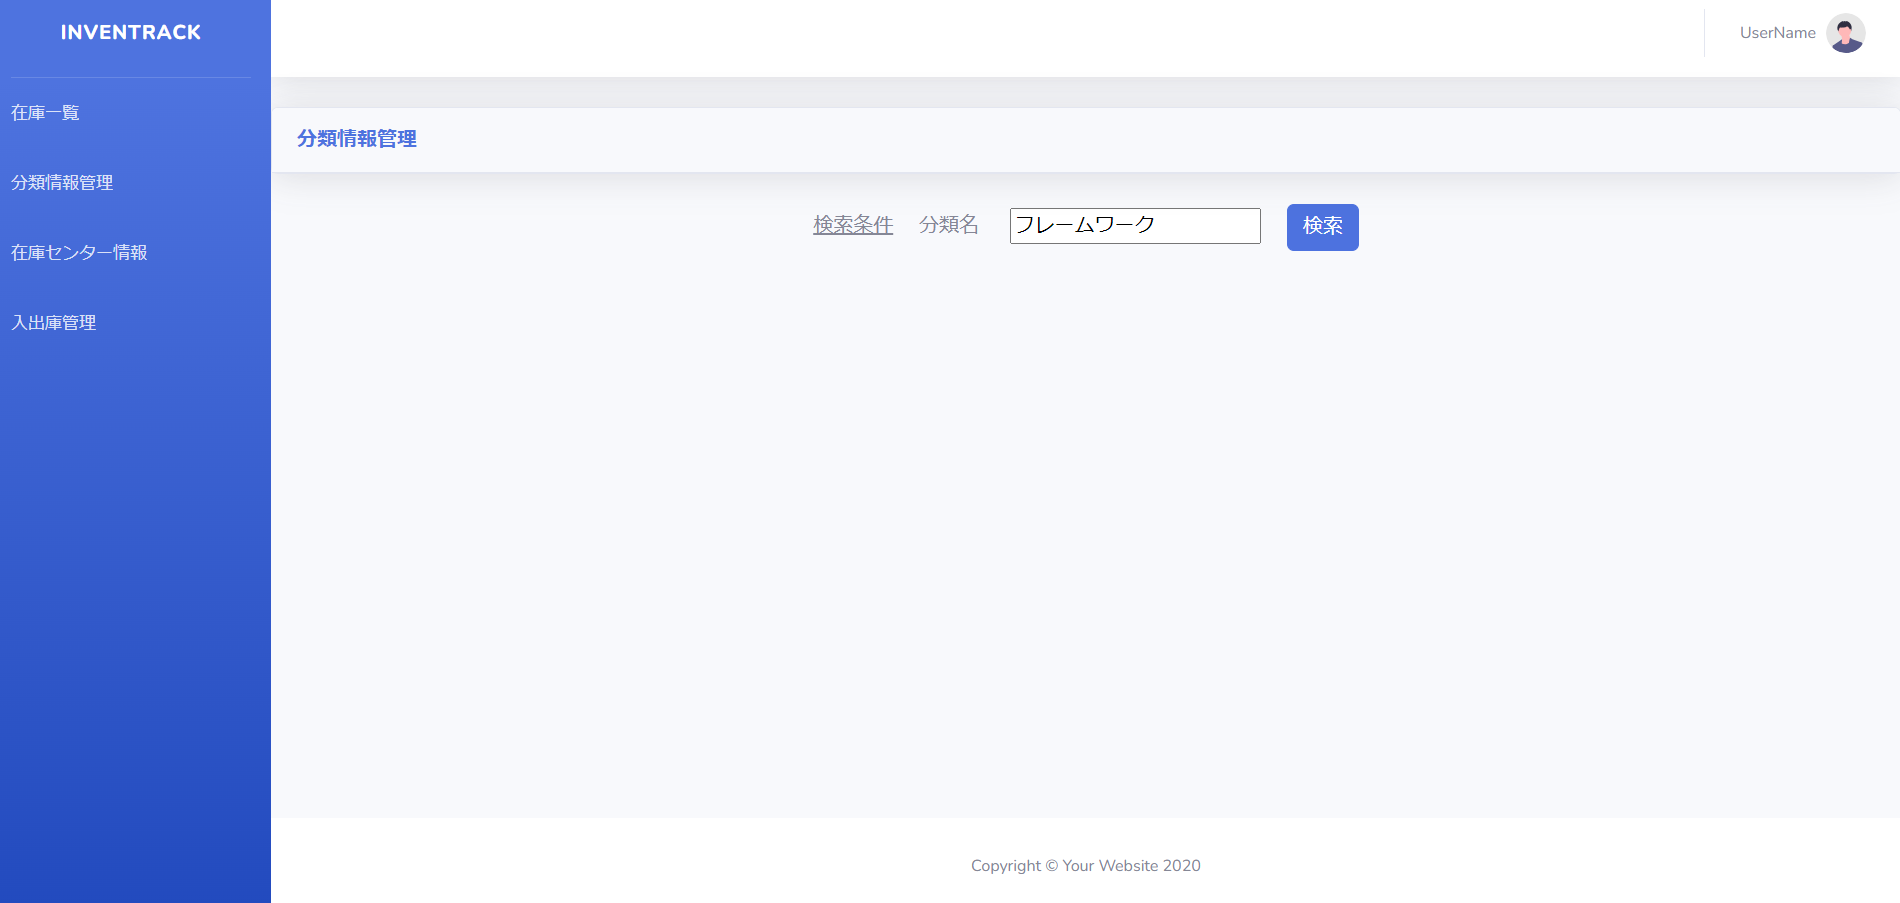 INVENTRACK
UserName
在庫一覧
分類情報管理
在庫センター情報
入出庫管理
分類情報管理
検索条件 分類名 フレームワーク 検索
Copyright © Your Website 2020